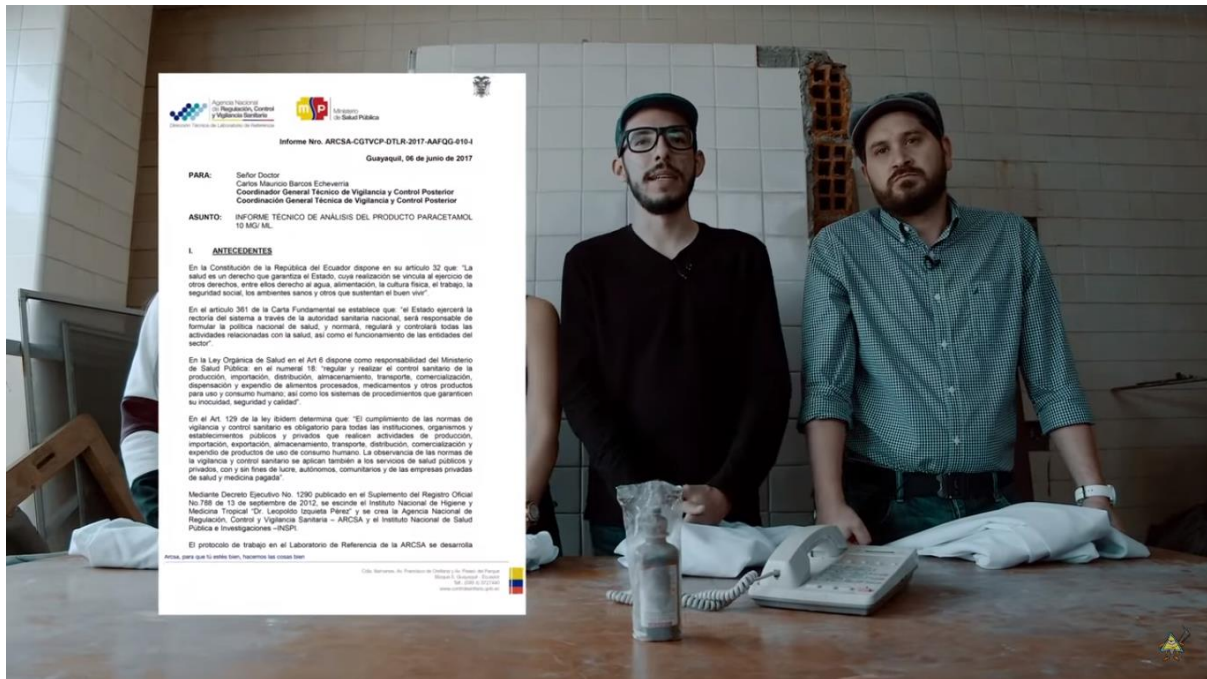 Agencia Nacional
de Regulación, Control
y Vigilancia Sanitaria
Dirección Técnica de Laboratorio de Referencia
msp
Ministerio
de Salud Pública
Informe Nro. ARCSA-CGTVCP-DTLR-2017-AAFQG-010-I
Guayaquil, 06 de junio de 2017
PARA: Señor Doctor
Carlos Mauricio Barcos Echeverria
Coordinador General Técnico de Vigilancia y Control Posterior
Coordinación General Técnica de Vigilancia y Control Posterior
ASUNTO: INFORME TÉCNICO DE ANÁLISIS DEL PRODUCTO PARACETAMOL
10 MG/ ML.
I. ANTECEDENTES
En la Constitución de la República del Ecuador dispone en su artículo 32 que: "La
salud es un derecho que garantiza el Estado, cuya realización se vincula al ejercicio de
otros derechos, entre ellos derecho al agua, alimentación, la cultura física, el trabajo, la
seguridad social, los ambientes sanos y otros que sustentan el buen vivir".
En el artículo 361 de la Carta Fundamental se establece que: "el Estado ejercerá la
rectoría del sistema a través de la autoridad sanitaria nacional, será responsable de
formular la política nacional de salud, y normará, regulará y controlará todas las
actividades relacionadas con la salud, así como el funcionamiento de las entidades del
sector".
En la Ley Orgánica de Salud en el Art 6 dispone como responsabilidad del Ministerio
de Salud Pública: en el numeral 18: "regular y realizar el control sanitario de la
producción, importación, distribución, almacenamiento, transporte, comercialización,
dispensación y expendio de alimentos procesados, medicamentos y otros productos
para uso y consumo humano; así como los sistemas de procedimientos que garanticen
su inocuidad, seguridad y calidad".
En el Art. 129 de la ley ibídem determina que: "El cumplimiento de las normas de
vigilancia y control sanitario es obligatorio para todas las instituciones, organismos y
establecimientos públicos y privados que realicen actividades de producción,
importación, exportación, almacenamiento, transporte, distribución, comercialización y
expendio de productos de uso de consumo humano. La observancia de las normas de
la vigilancia y control sanitario se aplican también a los servicios de salud públicos y
privados, con y sin fines de lucro, autónomos, comunitarios y de las empresas privadas
de salud y medicina pagada".
Mediante Decreto Ejecutivo No. 1290 publicado en el Suplemento del Registro Oficial
No.788 de 13 de septiembre de 2012, se escinde el Instituto Nacional de Higiene y
Medicina Tropical "Dr. Leopoldo Izquieta Pérez" y se crea la Agencia Nacional de
Regulación, Control y Vigilancia Sanitaria – ARCSA y el Instituto Nacional de Salud
Pública e Investigaciones –INSPI.
El protocolo de trabajo en el Laboratorio de Referencia de la ARCSA se desarrolla
Arcsa, para que tú estés bien, hacemos las cosas bien
www.controlsanitario.gob.ec